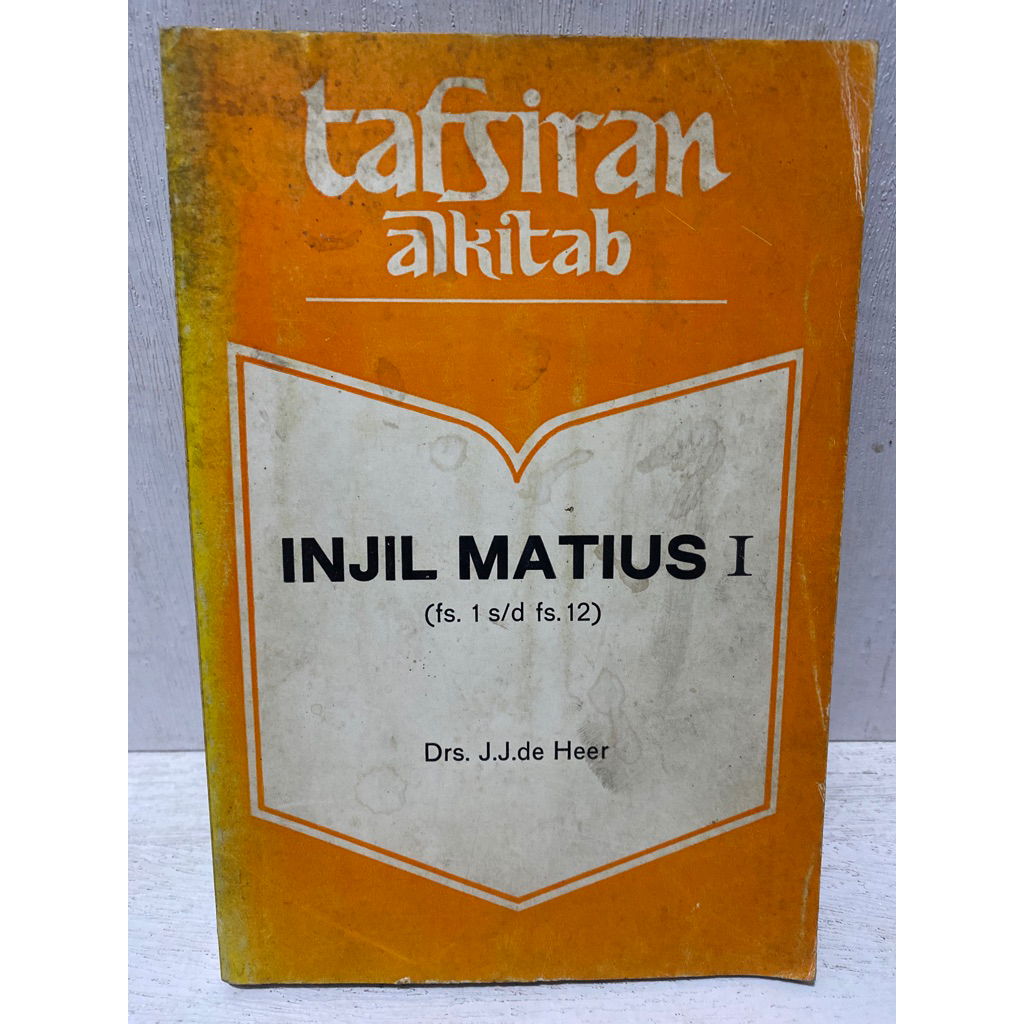 tafsiran
alkitab
INJIL MATIUS I
(fs. 1 s/d fs. 12)
Drs. J.J.de Heer